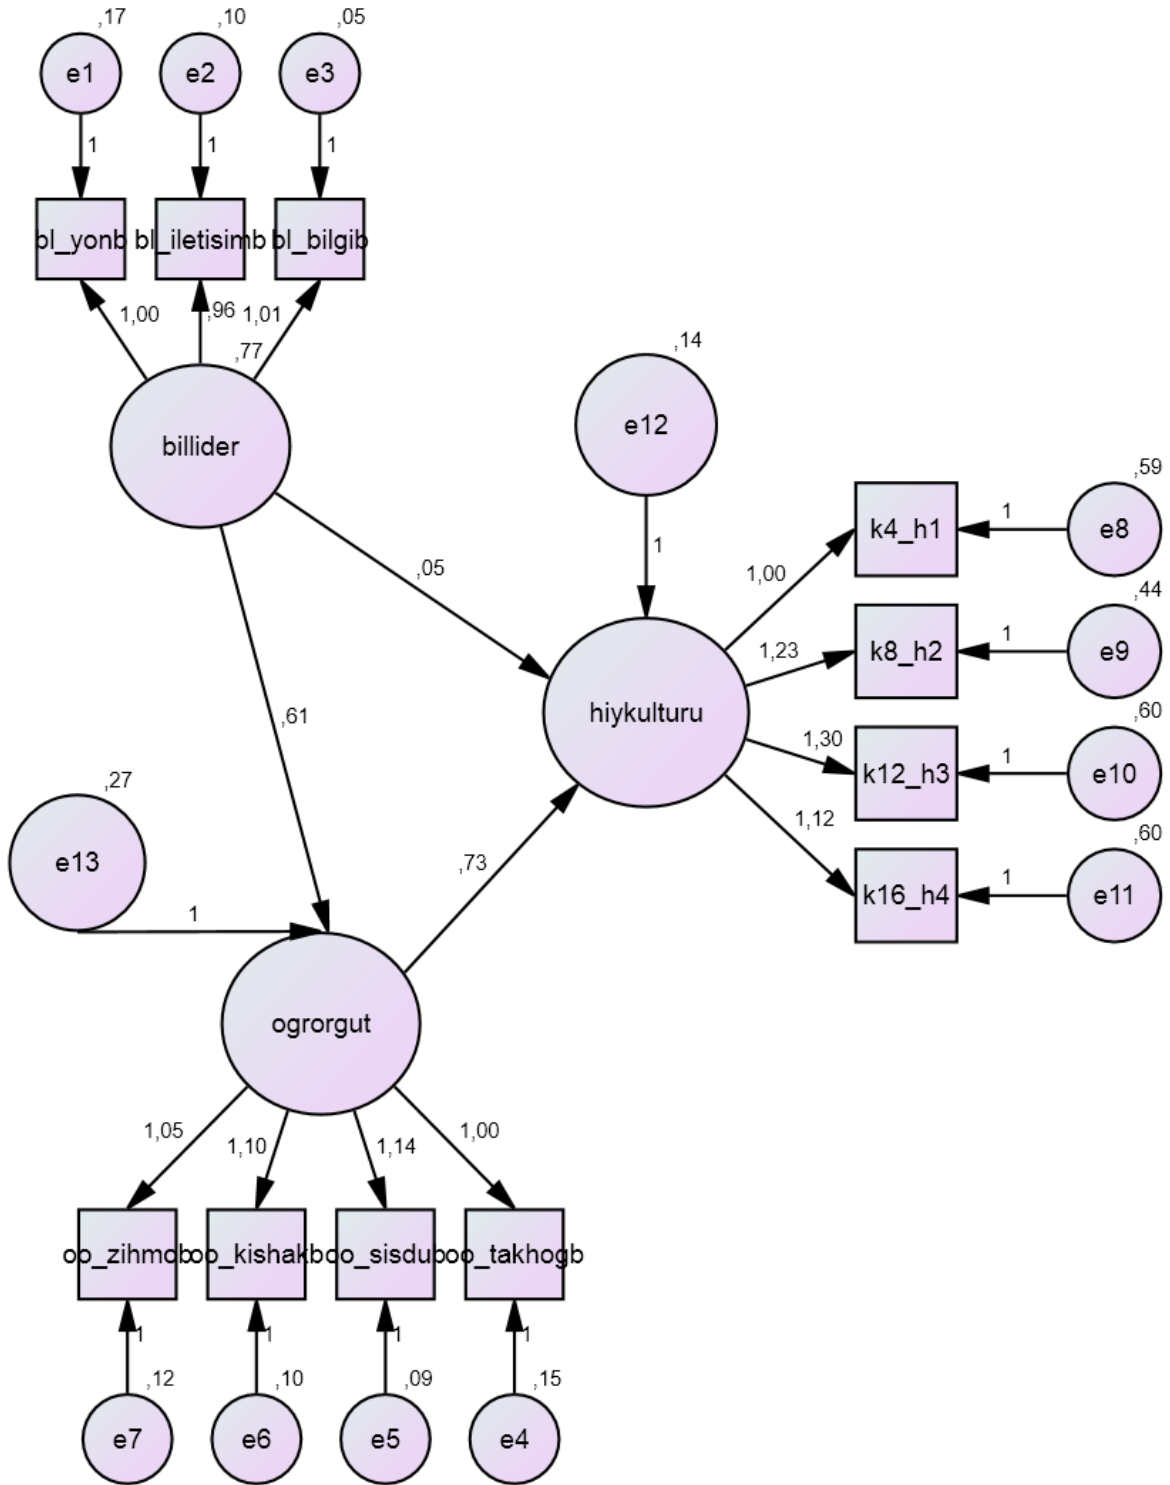 ,17 ,10 ,05
e1 e2 e3
1 1 1
bl_yonb bl_iletisimb bl_bilgib
1,00 ,96 1,01
,77
billider
,14
e12
1
,05
,59
k4_h1 1 e8
1,00
,44
k8_h2 1 e9
1,23
hiykulturu
,60
1,30 k12_h3 1 e10
,60
1,12
k16_h4 1 e11
,61
,27
e13
1
,73
ogrorgut
1,05 1,10 1,14 1,00
oo_zihmob oo_kishakb oo_sisdub oo_takhogb
1 1 1 1
,12 ,10 ,09 ,15
e7 e6 e5 e4